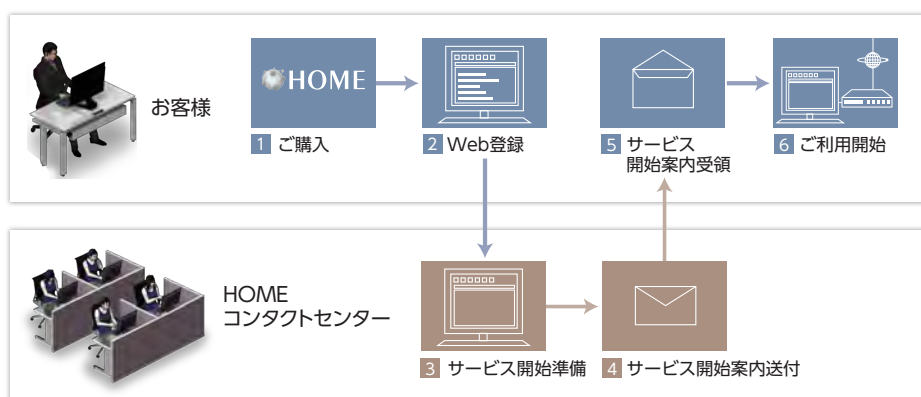 お客様
HOME
1 ご購入
2 Web登録
5 サービス
開始案内受領
6 ご利用開始
HOME
コンタクトセンター
3 サービス開始準備
4 サービス開始案内送付